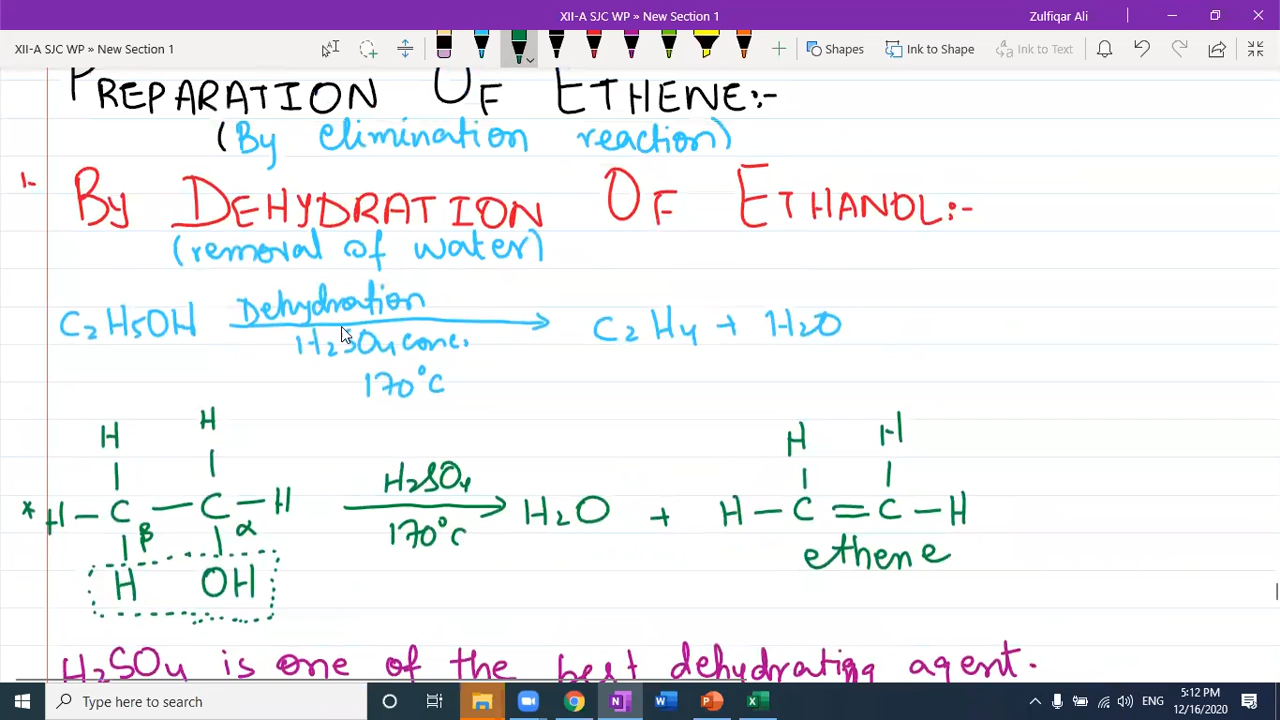 XII-A SJC WP » New Section 1
Zulfiqar Ali
XII-A SJC WP » New Section 1
Shapes
Ink to Shape
Ink to Text
PREPARATION OF ETHENE:-
(By elimination reaction)
1- By DEHYDRATION OF ETHANOL:-
(removal of water)
C2H5OH Dehydration H2SO4 conc. 170°C C2H4 + H2O
H H H H
H2SO4
* H - C - C - H H2O + H - C = C - H
β α 170°C
ethene
H OH
H2SO4 is one of the best dehydrating agent.
Type here to search
ENG
5:12 PM
12/16/2020